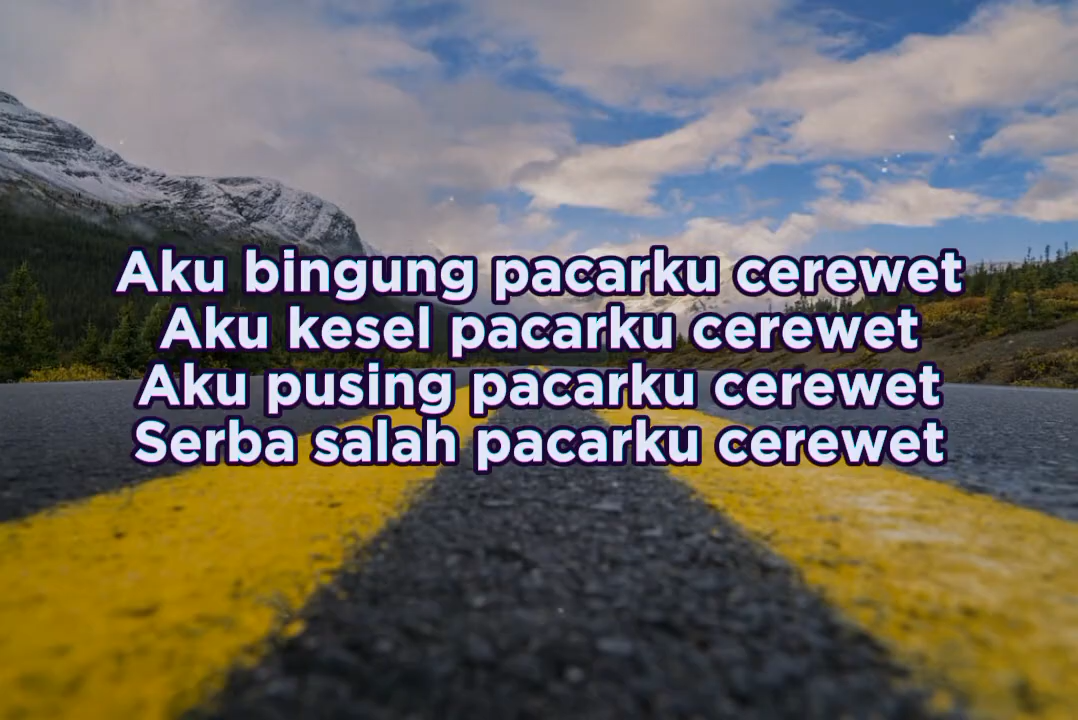 Aku bingung pacarku cerewet
Aku kesel pacarku cerewet
Aku pusing pacarku cerewet
Serba salah pacarku cerewet